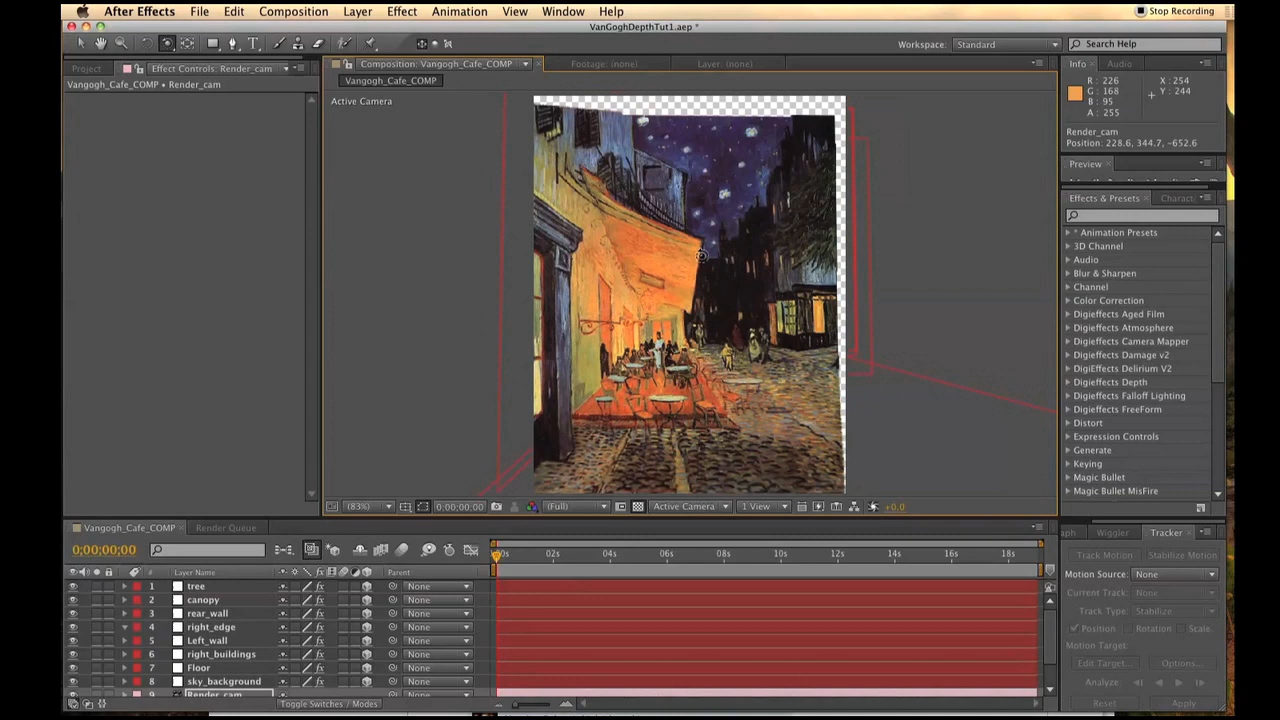 After Effects File Edit Composition Layer Effect Animation View Window Help Stop Recording
VanGoghDepthTut1.aep *
Workspace: Standard Search Help
Project Effect Controls: Render_cam Composition: Vangogh_Cafe_COMP Footage: (none) Layer: (none) Info Audio
Vangogh_Cafe_COMP • Render_cam Vangogh_Cafe_COMP
Active Camera
R: 226 X: 254
G: 168 Y: 244
B: 95
A: 255
Render_cam
Position: 228.6, 344.7, -652.6
Preview
Effects & Presets Charact
* Animation Presets
3D Channel
Audio
Blur & Sharpen
Channel
Color Correction
Digieffects Aged Film
Digieffects Atmosphere
Digieffects Camera Mapper
Digieffects Damage v2
DigiEffects Delirium V2
Digieffects Depth
Digieffects Falloff Lighting
Digieffects FreeForm
Distort
Expression Controls
Generate
Keying
Magic Bullet
Magic Bullet MisFire
(83%) 0;00;00;00 (Full) Active Camera 1 View +0.0
Vangogh_Cafe_COMP Render Queue
0;00;00;00 00s 02s 04s 06s 08s 10s 12s 14s 16s 18s
# Layer Name Parent
1 tree None
2 canopy None
3 rear_wall None
4 right_edge None
5 Left_wall None
6 right_buildings None
7 Floor None
8 sky_background None
9 Render_cam None
Toggle Switches / Modes
aph Wiggler Tracker
Track Motion Stabilize Motion
Motion Source: None
Current Track: None
Track Type: Stabilize
Position Rotation Scale
Motion Target:
Edit Target... Options...
Analyze:
Reset Apply